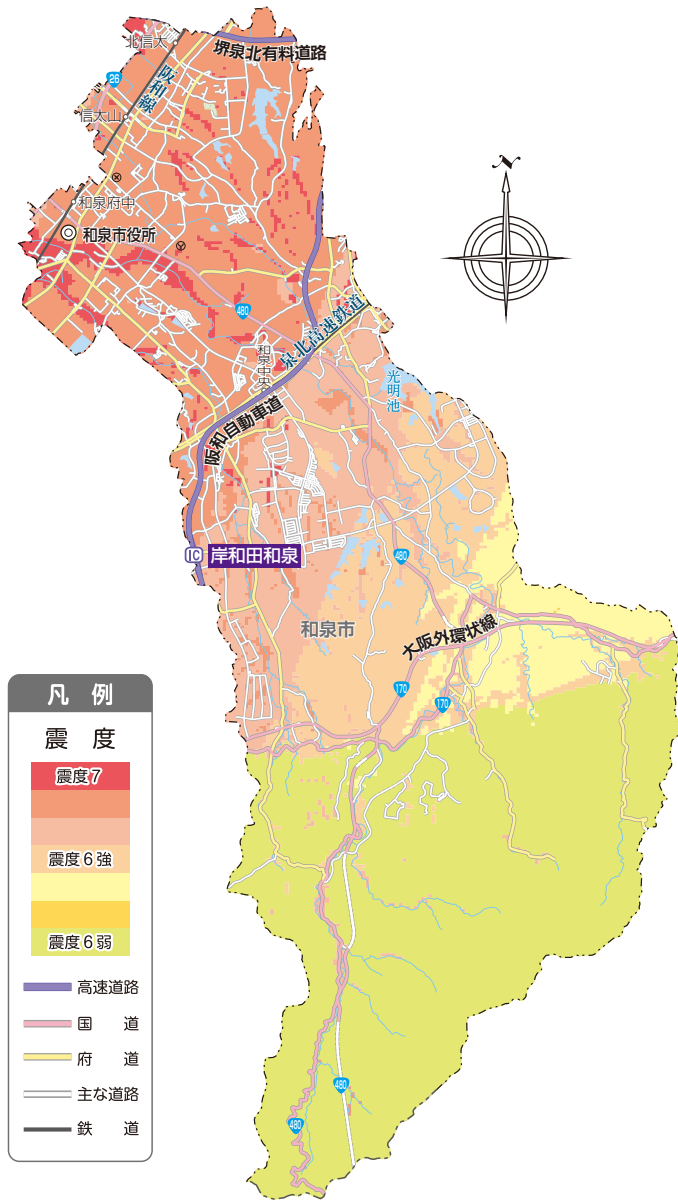 北信太
堺泉北有料道路
26
阪和線
信太山
和泉府中
和泉市役所
N
480
泉北高速鉄道
和泉中央
光明池
阪和自動車道
IC 岸和田和泉
480
和泉市
大阪外環状線
170
170
凡 例
震 度
震度7
震度6強
震度6弱
高速道路
国 道
府 道
主な道路
鉄 道
480
480